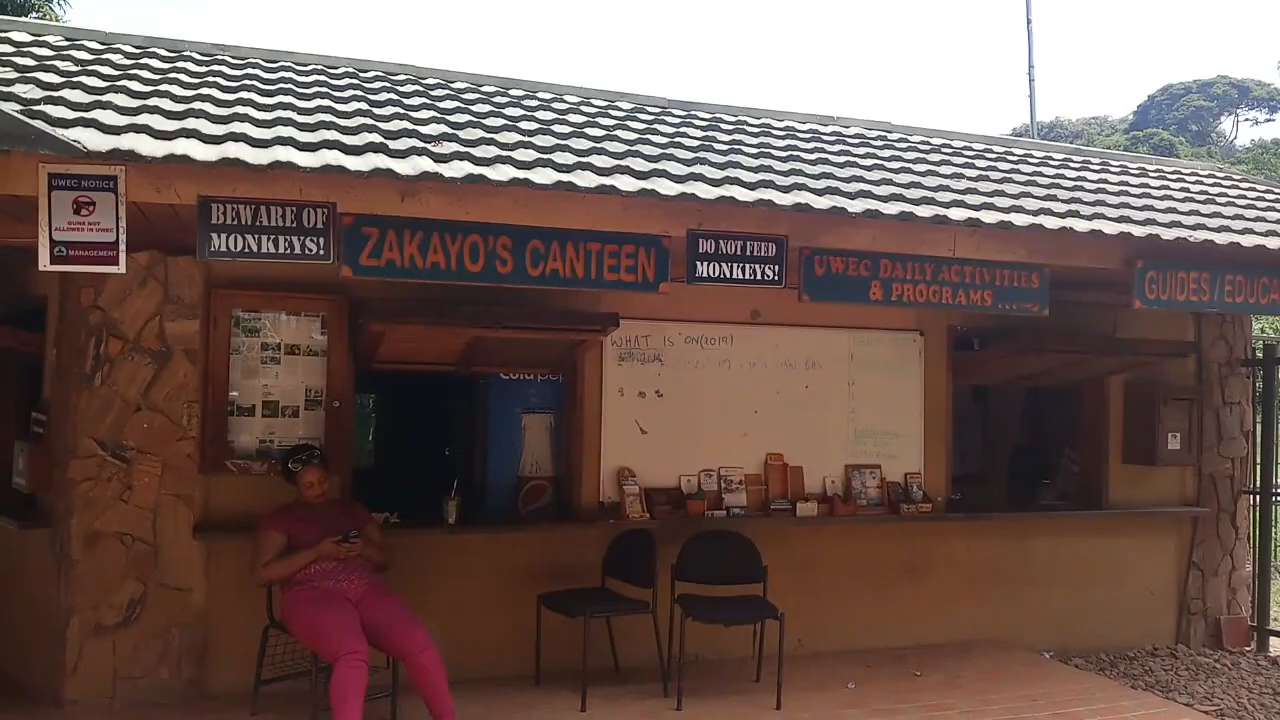 UWEC NOTICE
GUNS NOT
ALLOWED IN UWEC
MANAGEMENT
BEWARE OF
MONKEYS!
ZAKAYO'S CANTEEN
DO NOT FEED
MONKEYS!
UWEC DAILY ACTIVITIES
& PROGRAMS ......
GUIDES / EDUCA
WHAT IS ON(2019)